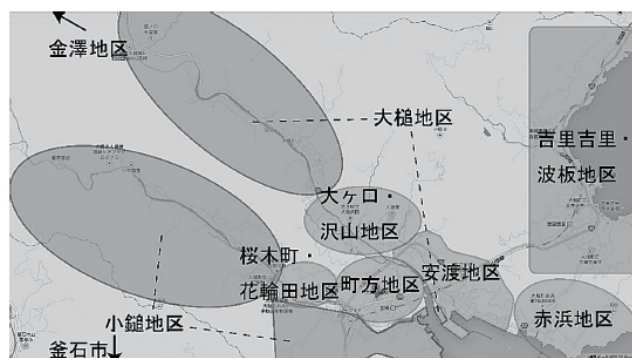 金澤地区
大槌地区
吉里吉里・
波板地区
大ヶ口・
沢山地区
桜木町・
花輪田地区
町方地区
安渡地区
赤浜地区
小鎚地区
釜石市